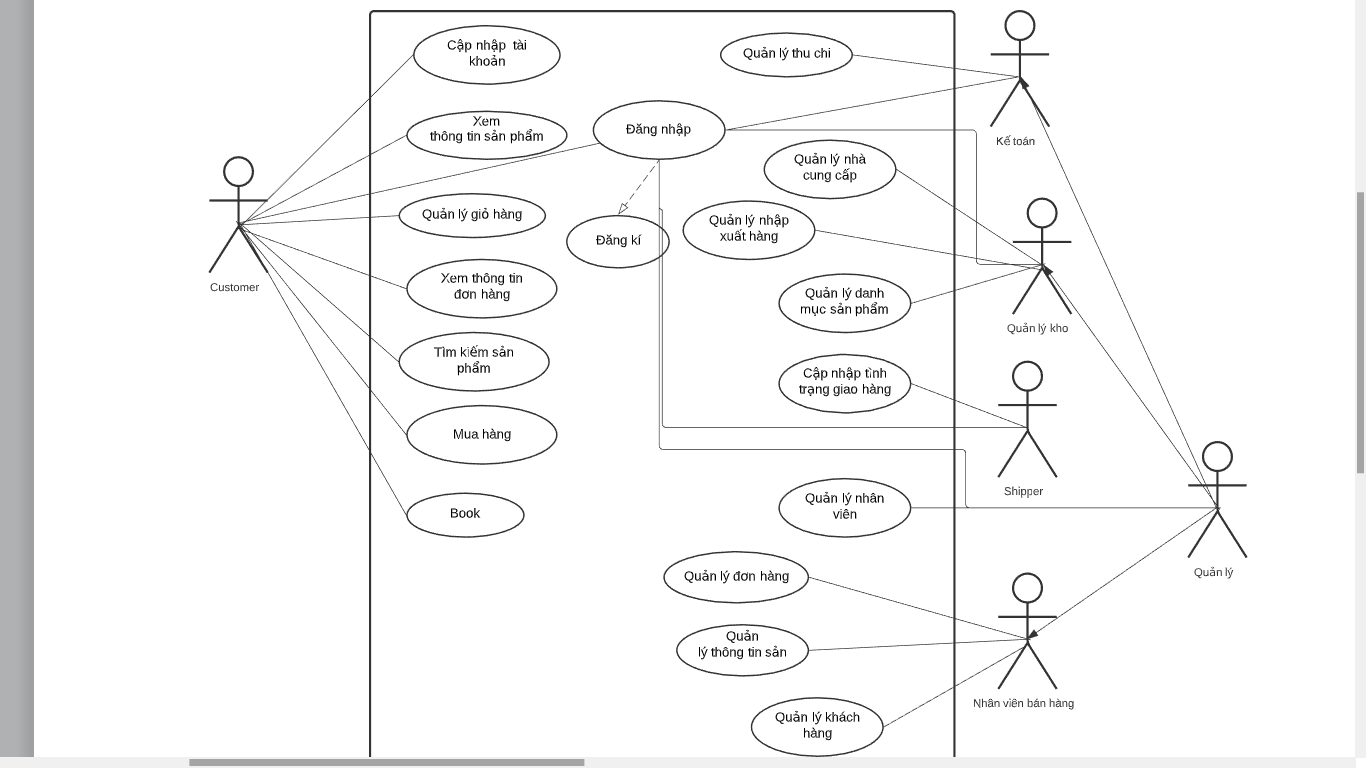 Cập nhập tài
khoản
Quản lý thu chi
Xem
thông tin sản phẩm
Đăng nhập
Kế toán
Quản lý nhà
cung cấp
Customer
Quản lý giỏ hàng
Đăng kí
Quản lý nhập
xuất hàng
Xem thông tin
đơn hàng
Quản lý danh
mục sản phẩm
Quản lý kho
Tìm kiếm sản
phẩm
Cập nhập tình
trạng giao hàng
Mua hàng
Shipper
Book
Quản lý nhân
viên
Quản lý
Quản lý đơn hàng
Quản
lý thông tin sản
Nhân viên bán hàng
Quản lý khách
hàng